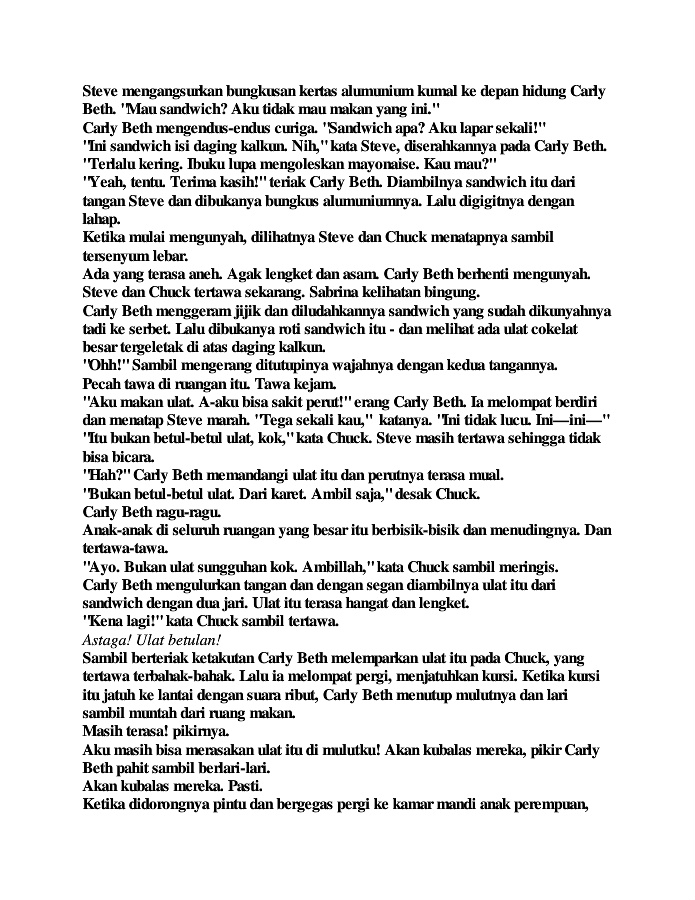 Steve mengangsurkan bungkusan kertas alumunium kumal ke depan hidung Carly
Beth. "Mau sandwich? Aku tidak mau makan yang ini."
Carly Beth mengendus-endus curiga. "Sandwich apa? Aku lapar sekali!"
"Ini sandwich isi daging kalkun. Nih," kata Steve, diserahkannya pada Carly Beth.
"Terlalu kering. Ibuku lupa mengoleskan mayonaise. Kau mau?"
"Yeah, tentu. Terima kasih!" teriak Carly Beth. Diambilnya sandwich itu dari
tangan Steve dan dibukanya bungkus alumuniumnya. Lalu digigitnya dengan
lahap.
Ketika mulai mengunyah, dilihatnya Steve dan Chuck menatapnya sambil
tersenyum lebar.
Ada yang terasa aneh. Agak lengket dan asam. Carly Beth berhenti mengunyah.
Steve dan Chuck tertawa sekarang. Sabrina kelihatan bingung.
Carly Beth menggeram jijik dan diludahkannya sandwich yang sudah dikunyahnya
tadi ke serbet. Lalu dibukanya roti sandwich itu - dan melihat ada ulat cokelat
besar tergeletak di atas daging kalkun.
"Ohh!" Sambil mengerang ditutupinya wajahnya dengan kedua tangannya.
Pecah tawa di ruangan itu. Tawa kejam.
"Aku makan ulat. A-aku bisa sakit perut!" erang Carly Beth. Ia melompat berdiri
dan menatap Steve marah. "Tega sekali kau," katanya. "Ini tidak lucu. Ini—ini—"
"Itu bukan betul-betul ulat, kok," kata Chuck. Steve masih tertawa sehingga tidak
bisa bicara.
"Hah?" Carly Beth memandangi ulat itu dan perutnya terasa mual.
"Bukan betul-betul ulat. Dari karet. Ambil saja," desak Chuck.
Carly Beth ragu-ragu.
Anak-anak di seluruh ruangan yang besar itu berbisik-bisik dan menudingnya. Dan
tertawa-tawa.
"Ayo. Bukan ulat sungguhan kok. Ambillah," kata Chuck sambil meringis.
Carly Beth mengulurkan tangan dan dengan segan diambilnya ulat itu dari
sandwich dengan dua jari. Ulat itu terasa hangat dan lengket.
"Kena lagi!" kata Chuck sambil tertawa.
Astaga! Ulat betulan!
Sambil berteriak ketakutan Carly Beth melemparkan ulat itu pada Chuck, yang
tertawa terbahak-bahak. Lalu ia melompat pergi, menjatuhkan kursi. Ketika kursi
itu jatuh ke lantai dengan suara ribut, Carly Beth menutup mulutnya dan lari
sambil muntah dari ruang makan.
Masih terasa! pikirnya.
Aku masih bisa merasakan ulat itu di mulutku! Akan kubalas mereka, pikir Carly
Beth pahit sambil berlari-lari.
Akan kubalas mereka. Pasti.
Ketika didorongnya pintu dan bergegas pergi ke kamar mandi anak perempuan,